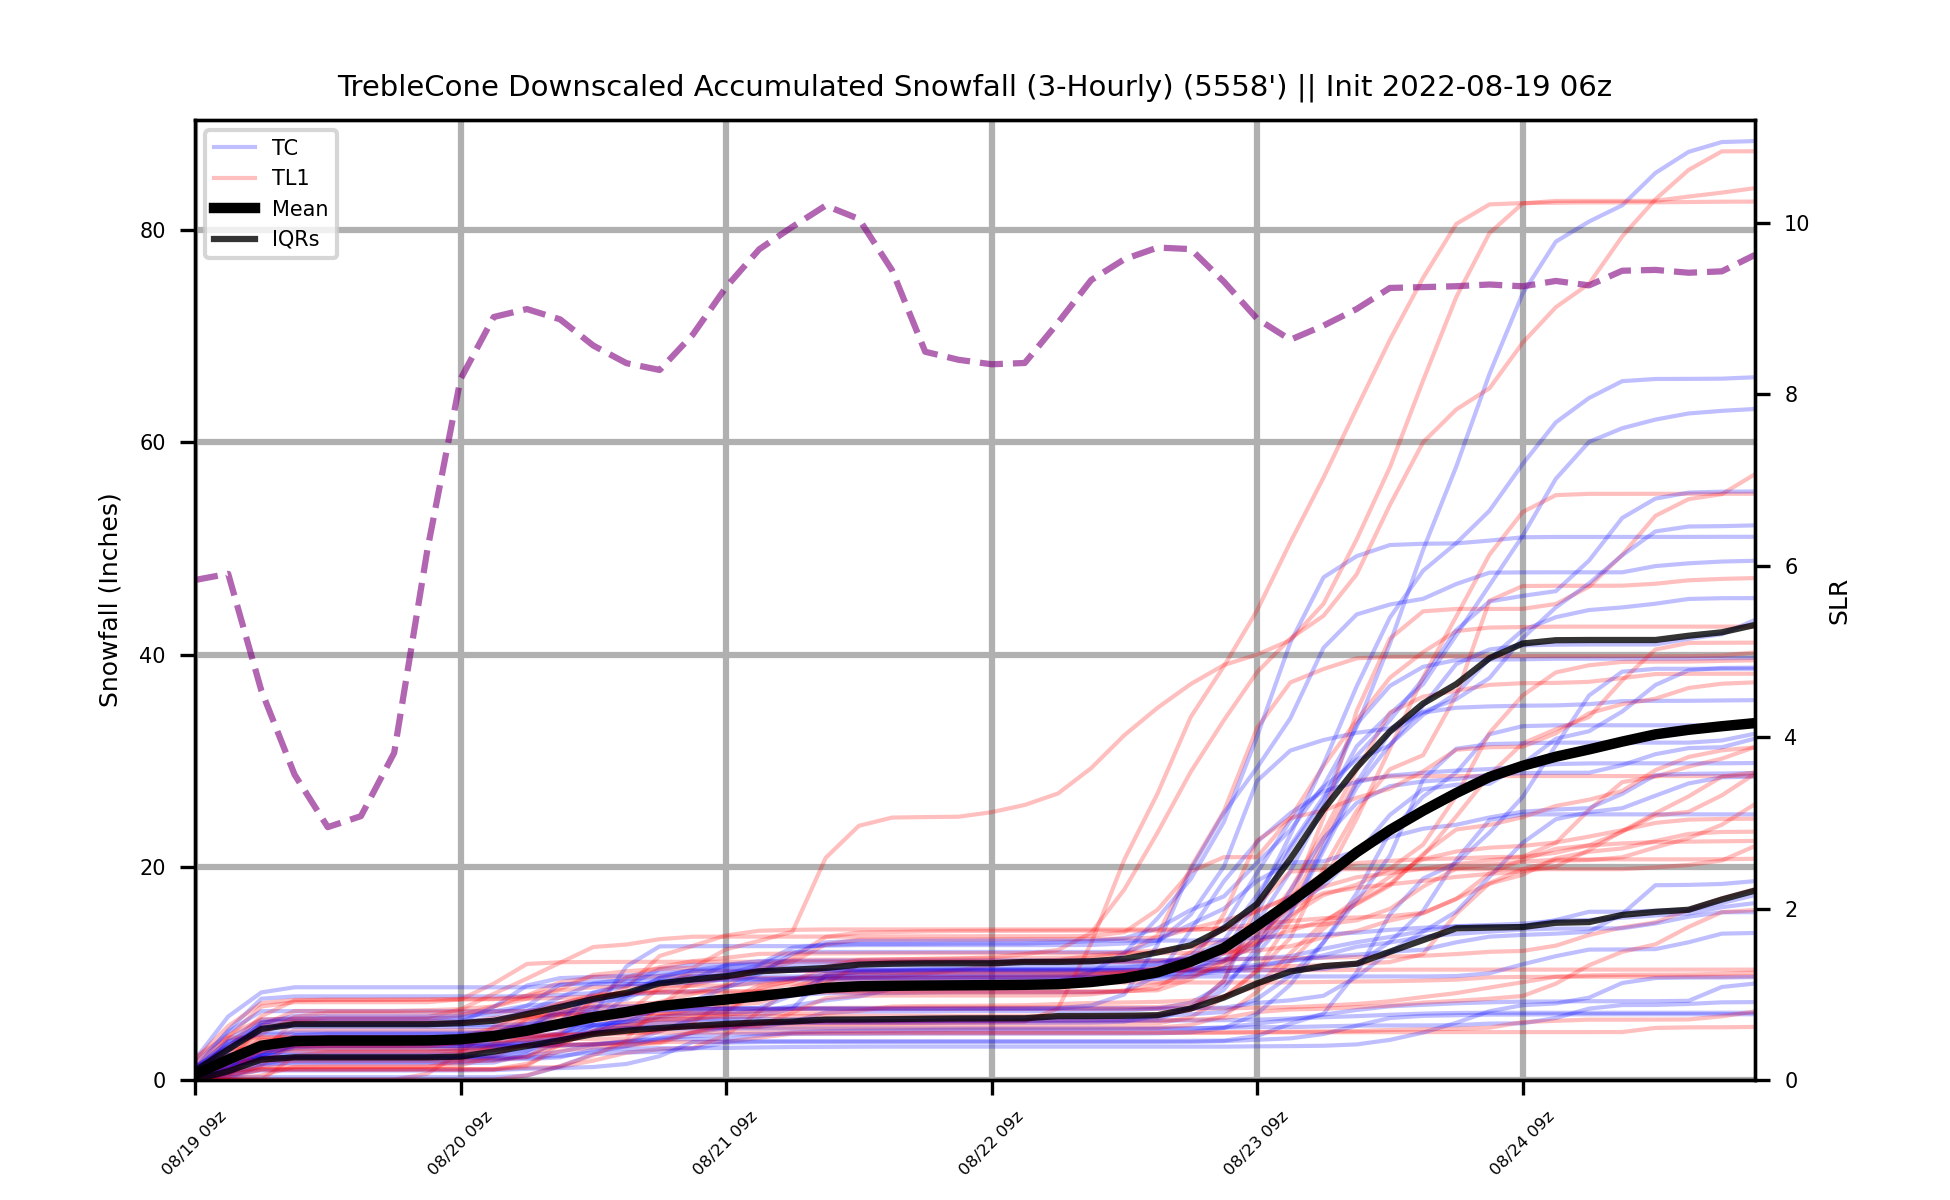 TrebleCone Downscaled Accumulated Snowfall (3-Hourly) (5558') || Init 2022-08-19 06z
TC
TL1
Mean
IQRs
Snowfall (Inches)
80
60
40
20
0
10
8
6
4
2
0
SLR
08/19 09z
08/20 09z
08/21 09z
08/22 09z
08/23 09z
08/24 09z